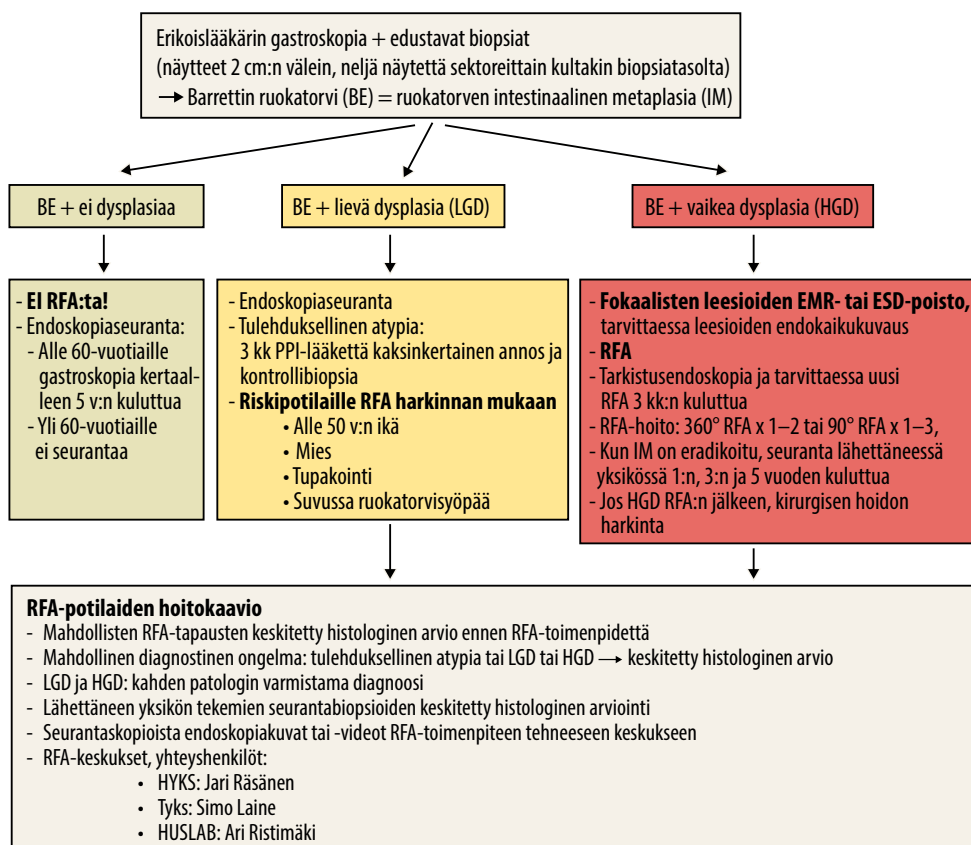 Erikoislääkärin gastroskopia + edustavat biopsiat
(näytteet 2 cm:n välein, neljä näytettä sektoreittain kultakin biopsiatasolta)
→ Barrettin ruokatorvi (BE) = ruokatorven intestinaalinen metaplasia (IM)
BE + ei dysplasiaa
- EI RFA:ta!
- Endoskopiaseuranta:
- Alle 60-vuotiaille
gastroskopia kertaal-
leen 5 v:n kuluttua
- Yli 60-vuotiaille
ei seurantaa
BE + lievä dysplasia (LGD)
- Endoskopiaseuranta
- Tulehduksellinen atypia:
3 kk PPI-lääkettä kaksinkertainen annos ja
kontrollibiopsia
- Riskipotilaille RFA harkinnan mukaan
• Alle 50 v:n ikä
• Mies
• Tupakointi
• Suvussa ruokatorvisyöpää
BE + vaikea dysplasia (HGD)
- Fokaalisten leesioiden EMR- tai ESD-poisto,
tarvittaessa leesioiden endokaikukuvaus
- RFA
- Tarkistusendoskopia ja tarvittaessa uusi
RFA 3 kk:n kuluttua
- RFA-hoito: 360° RFA x 1–2 tai 90° RFA x 1–3,
- Kun IM on eradikoitu, seuranta lähettäneessä
yksikössä 1:n, 3:n ja 5 vuoden kuluttua
- Jos HGD RFA:n jälkeen, kirurgisen hoidon
harkinta
RFA-potilaiden hoitokaavio
- Mahdollisten RFA-tapausten keskitetty histologinen arvio ennen RFA-toimenpidettä
- Mahdollinen diagnostinen ongelma: tulehduksellinen atypia tai LGD tai HGD → keskitetty histologinen arvio
- LGD ja HGD: kahden patologin varmistama diagnoosi
- Lähettäneen yksikön tekemien seurantabiopsioiden keskitetty histologinen arviointi
- Seurantaskopioista endoskopiakuvat tai -videot RFA-toimenpiteen tehneeseen keskukseen
- RFA-keskukset, yhteyshenkilöt:
• HYKS: Jari Räsänen
• Tyks: Simo Laine
• HUSLAB: Ari Ristimäki